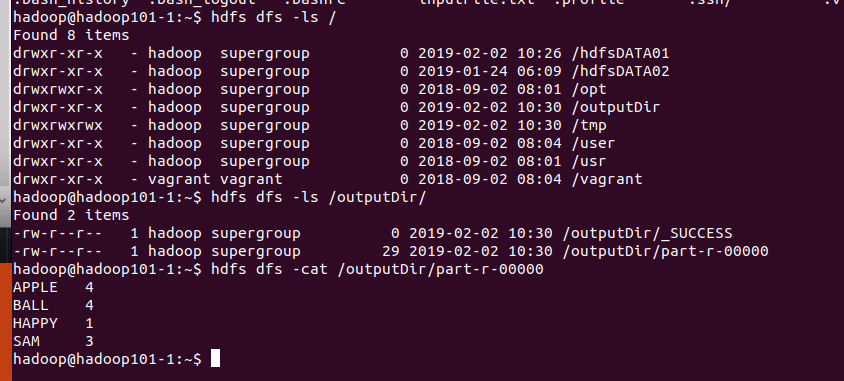 .bash_history .bash_logout .bashrc inputFile.txt .profile .ssh/ .v
hadoop@hadoop101-1:~$ hdfs dfs -ls /
Found 8 items
drwxr-xr-x   - hadoop  supergroup          0 2019-02-02 10:26 /hdfsDATA01
drwxr-xr-x   - hadoop  supergroup          0 2019-01-24 06:09 /hdfsDATA02
drwxrwxr-x   - hadoop  supergroup          0 2018-09-02 08:01 /opt
drwxr-xr-x   - hadoop  supergroup          0 2019-02-02 10:30 /outputDir
drwxrwxrwx   - hadoop  supergroup          0 2019-02-02 10:30 /tmp
drwxr-xr-x   - hadoop  supergroup          0 2018-09-02 08:04 /user
drwxr-xr-x   - hadoop  supergroup          0 2018-09-02 08:01 /usr
drwxr-xr-x   - vagrant vagrant             0 2018-09-02 08:04 /vagrant
hadoop@hadoop101-1:~$ hdfs dfs -ls /outputDir/
Found 2 items
-rw-r--r--   1 hadoop supergroup          0 2019-02-02 10:30 /outputDir/_SUCCESS
-rw-r--r--   1 hadoop supergroup         29 2019-02-02 10:30 /outputDir/part-r-00000
hadoop@hadoop101-1:~$ hdfs dfs -cat /outputDir/part-r-00000
APPLE   4
BALL    4
HAPPY   1
SAM     3
hadoop@hadoop101-1:~$